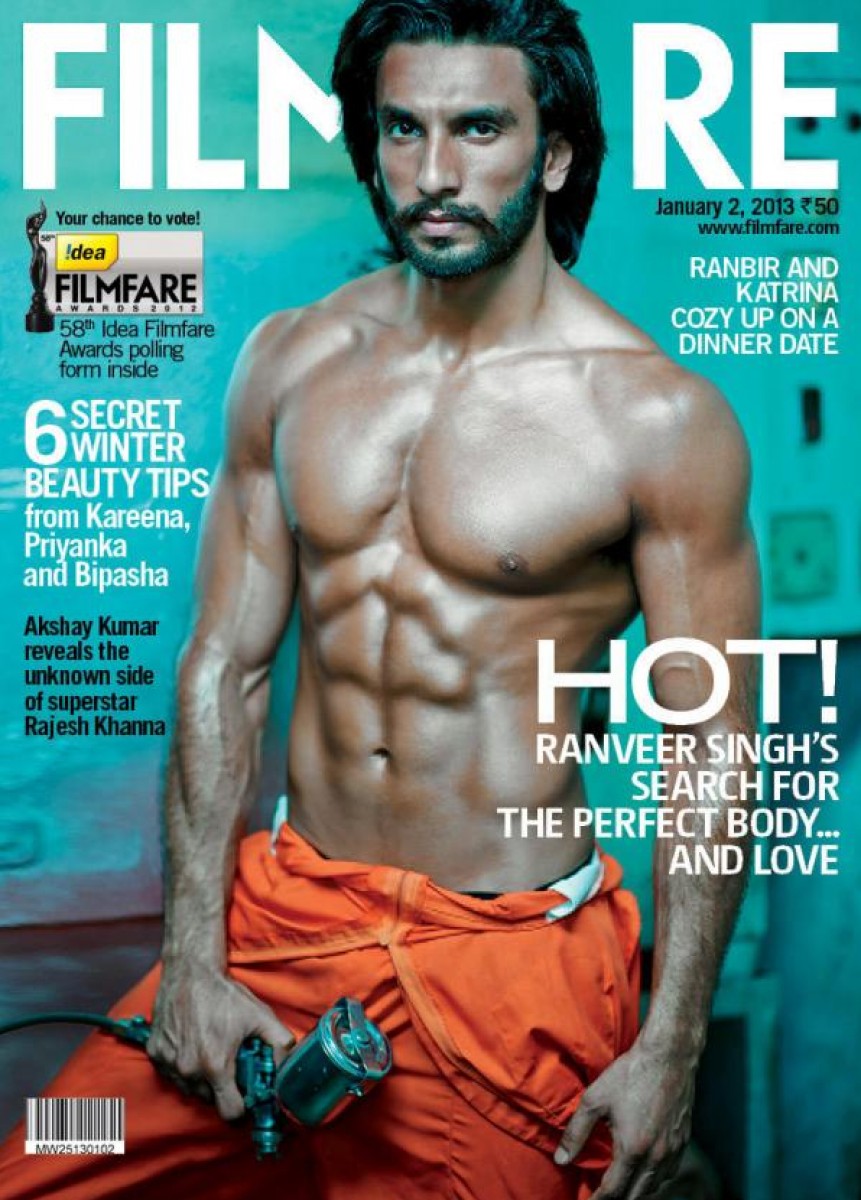 FILMFARE
January 2, 2013 ₹50
www.filmfare.com
Your chance to vote!
58th
!dea
FILMFARE
AWARDS 2012
58th Idea Filmfare
Awards polling
form inside
RANBIR AND
KATRINA
COZY UP ON A
DINNER DATE
6 SECRET
WINTER
BEAUTY TIPS
from Kareena,
Priyanka
and Bipasha
Akshay Kumar
reveals the
unknown side
of superstar
Rajesh Khanna
HOT!
RANVEER SINGH'S
SEARCH FOR
THE PERFECT BODY...
AND LOVE
MW25130102